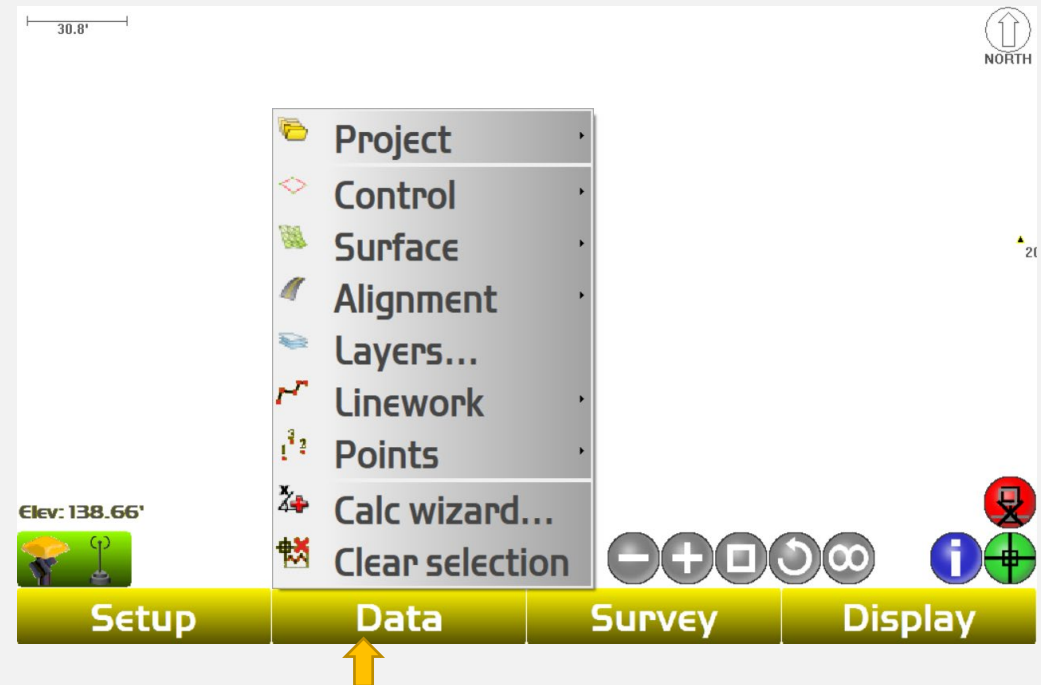 30.8'
NORTH
Project
Control
Surface
Alignment
Layers...
Linework
Points
Calc wizard...
Clear selection
20
Elev: 138.66'
Setup
Data
Survey
Display